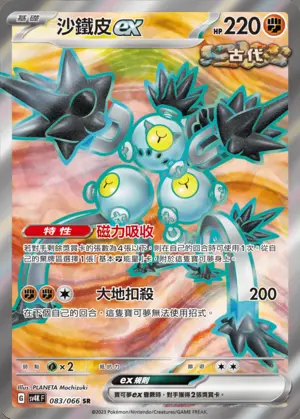 基礎 沙鐵皮ex HP 220
古代
特性 磁力吸收
若對手剩餘獎賞卡的張數為4張以下，則在自己的回合時可使用1次。從自
己的棄牌區選擇1張「基本 能量」卡，附於這隻寶可夢身上。
大地扣殺 200
在下一個自己的回合，這隻寶可夢無法使用招式。
ex規則
Illus. PLANETA Mochizuki
寶可夢ex昏厥時，對手獲得2張獎賞卡。
G SV4K F 083/066 SR
©2023 Pokémon/Nintendo/Creatures/GAME FREAK.